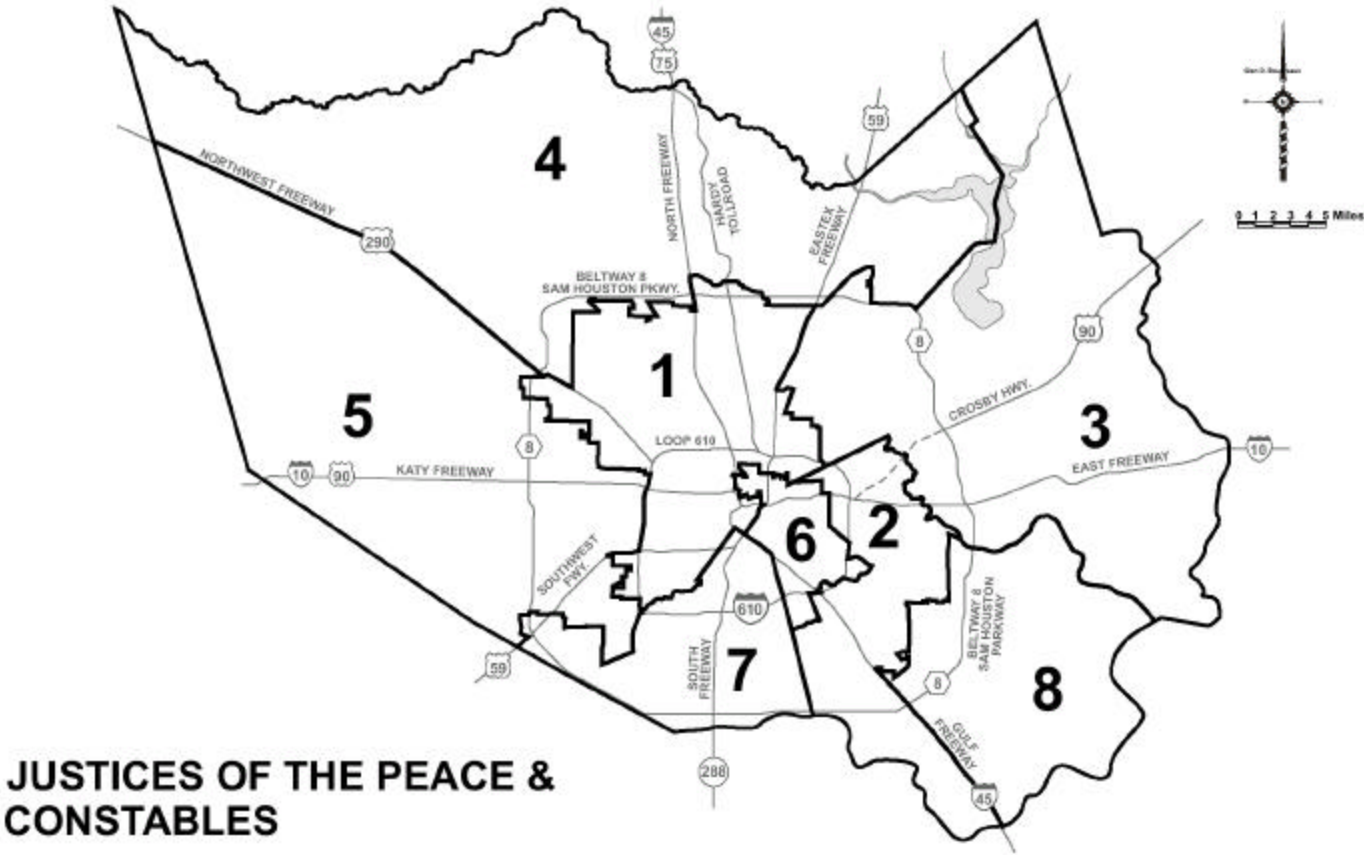 45
75
59
4
NORTHWEST FREEWAY
290
NORTH FREEWAY
HARDY
TOLLROAD
EASTEX
FREEWAY
0 1 2 3 4 5 Miles
BELTWAY 8
SAM HOUSTON PKWY.
8
90
1
5
CROSBY HWY.
3
8
LOOP 610
10
90
KATY FREEWAY
EAST FREEWAY
10
6
2
SOUTHWEST
FWY.
610
BELTWAY 8
SAM HOUSTON
PARKWAY
59
SOUTH
FREEWAY
7
8
8
GULF
FREEWAY
288
45
JUSTICES OF THE PEACE &
CONSTABLES